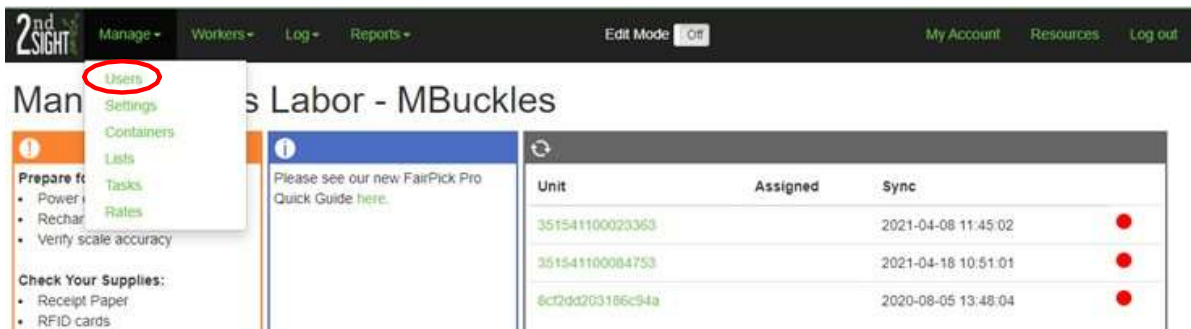 2nd SIGHT
Manage Workers Log Reports Edit Mode Off My Account Resources Log out
Users
Settings
Containers
Lists
Tasks
Rates
Man s Labor - MBuckles
Prepare fo
• Power
• Rechar
• Verify scale accuracy
Check Your Supplies:
• Receipt Paper
• RFID cards
Please see our new FairPick Pro
Quick Guide here.
Unit Assigned Sync
351541100023363 2021-04-08 11:45:02
351541100084753 2021-04-18 10:51:01
6cf2dd203186c94a 2020-08-05 13:48:04